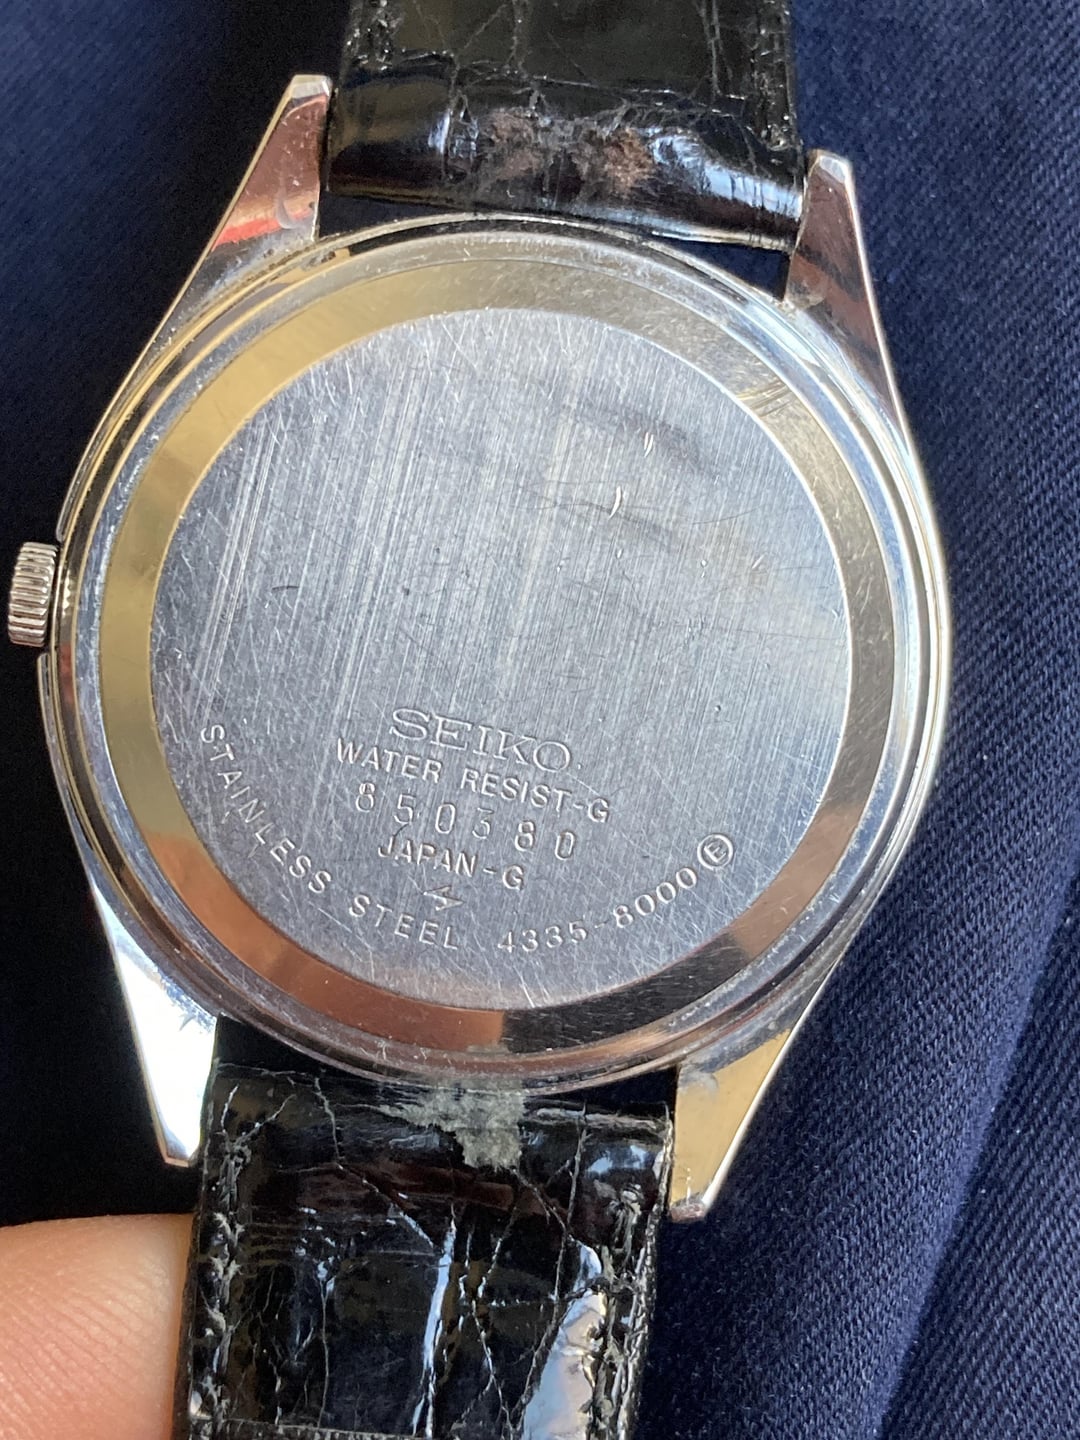 SEIKO
WATER RESIST-G
850380
JAPAN-G
STAINLESS STEEL 4335-8000 Ⓔ